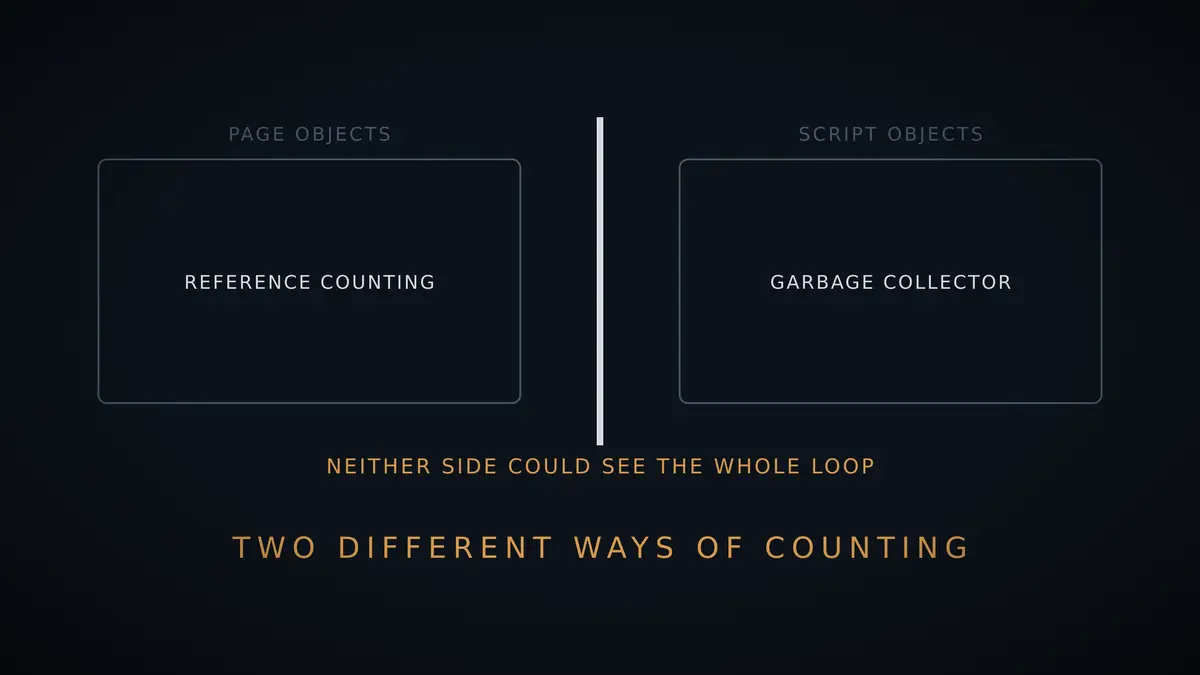 PAGE OBJECTS
SCRIPT OBJECTS
REFERENCE COUNTING
GARBAGE COLLECTOR
NEITHER SIDE COULD SEE THE WHOLE LOOP
TWO DIFFERENT WAYS OF COUNTING